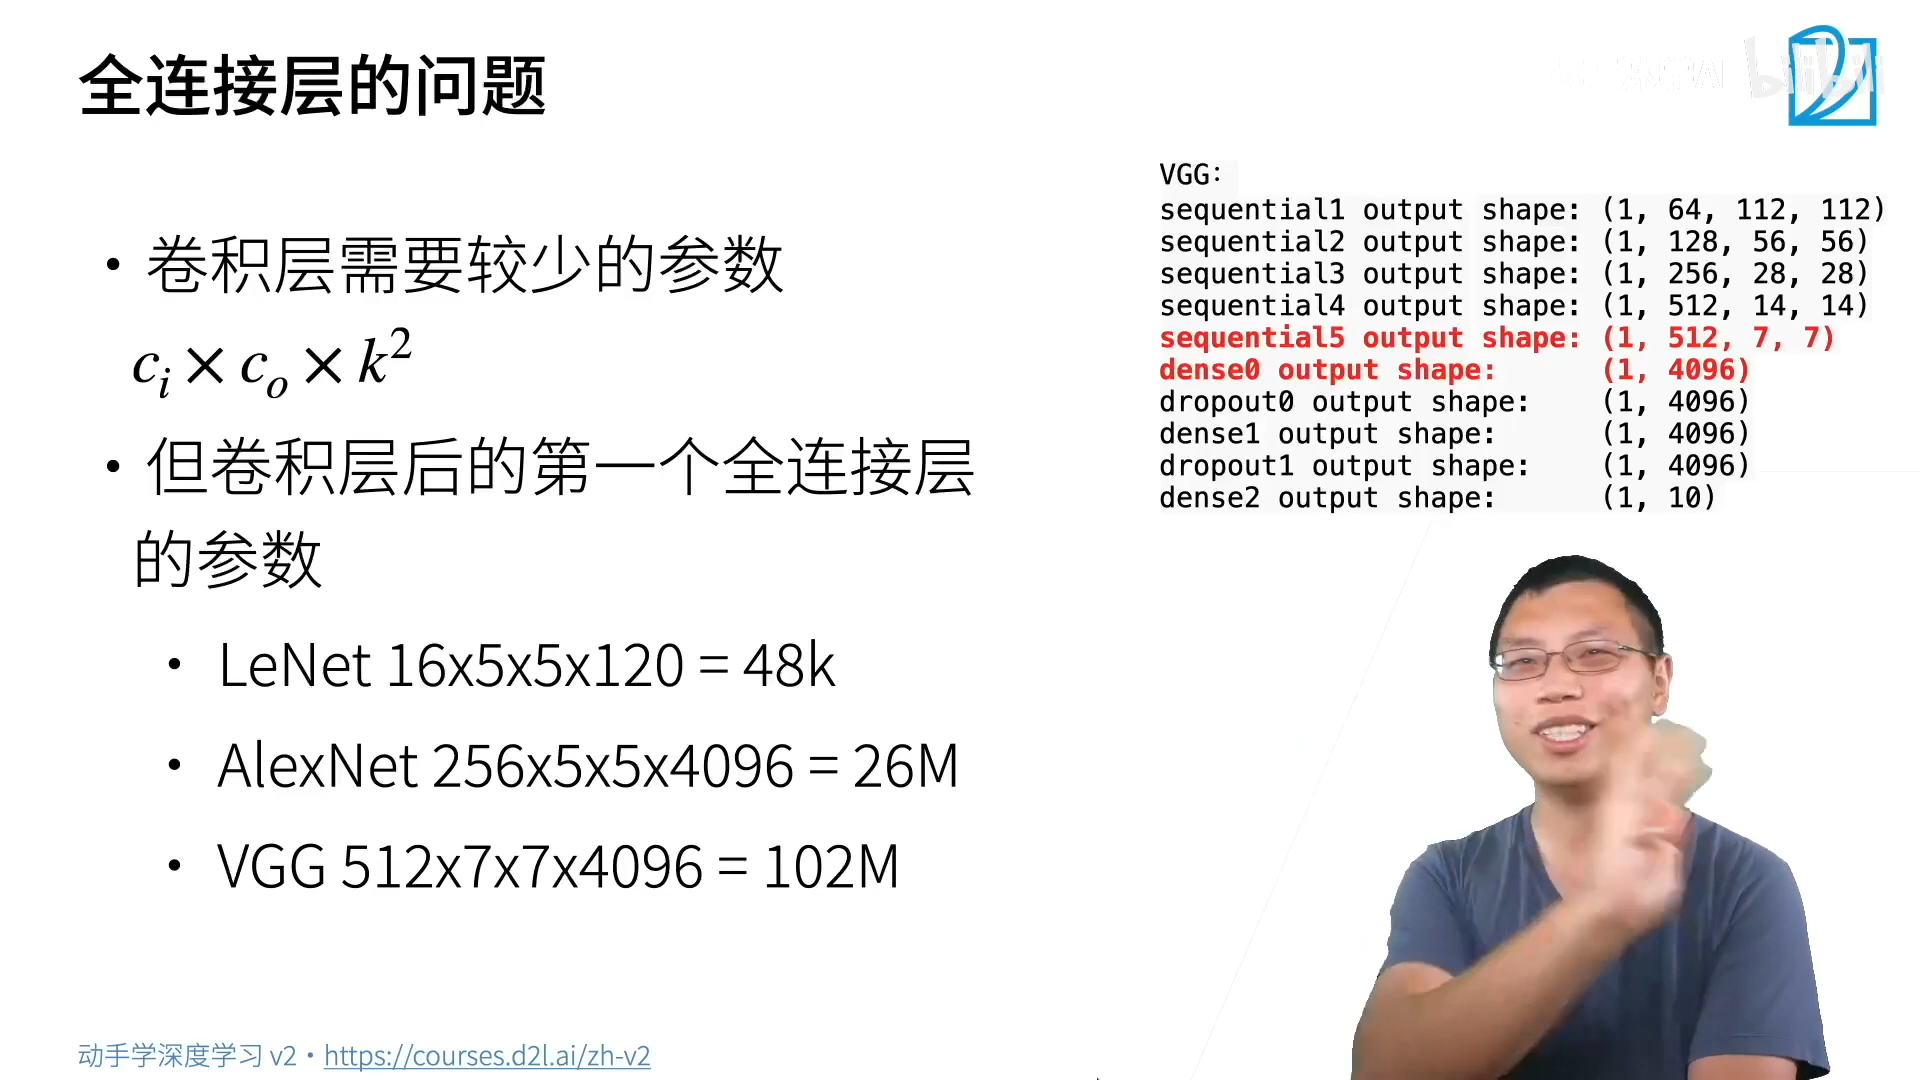 全连接层的问题
• 卷积层需要较少的参数
c_i × c_o × k²
• 但卷积层后的第一个全连接层
的参数
• LeNet 16x5x5x120 = 48k
• AlexNet 256x5x5x4096 = 26M
• VGG 512x7x7x4096 = 102M
VGG:
sequential1 output shape: (1, 64, 112, 112)
sequential2 output shape: (1, 128, 56, 56)
sequential3 output shape: (1, 256, 28, 28)
sequential4 output shape: (1, 512, 14, 14)
sequential5 output shape: (1, 512, 7, 7)
dense0 output shape: (1, 4096)
dropout0 output shape: (1, 4096)
dense1 output shape: (1, 4096)
dropout1 output shape: (1, 4096)
dense2 output shape: (1, 10)
动手学深度学习 v2 • https://courses.d2l.ai/zh-v2